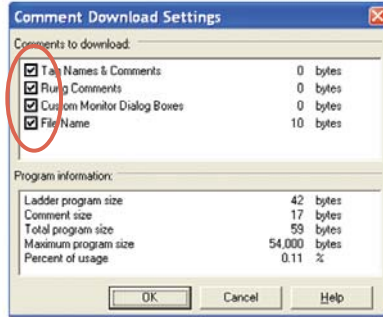 Comment Download Settings
Comments to download:
Tag Names & Comments 0 bytes
Rung Comments 0 bytes
Custom Monitor Dialog Boxes 0 bytes
File Name 10 bytes
Program information:
Ladder program size 42 bytes
Comment size 17 bytes
Total program size 59 bytes
Maximum program size 54,000 bytes
Percent of usage 0.11 %
OK Cancel Help